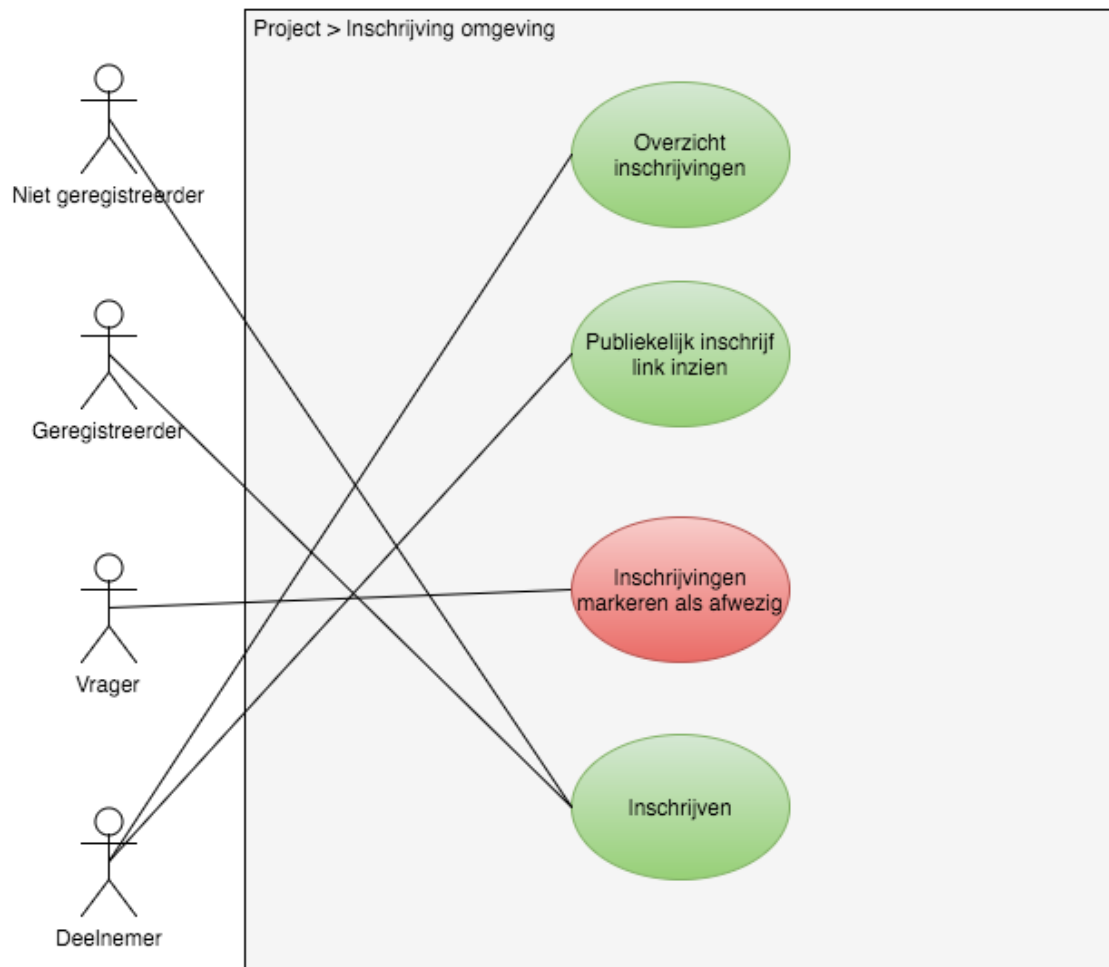 Project > Inschrijving omgeving
Niet geregistreerder
Geregistreerder
Vrager
Deelnemer
Overzicht
inschrijvingen
Publiekelijk inschrijf
link inzien
Inschrijvingen
markeren als afwezig
Inschrijven